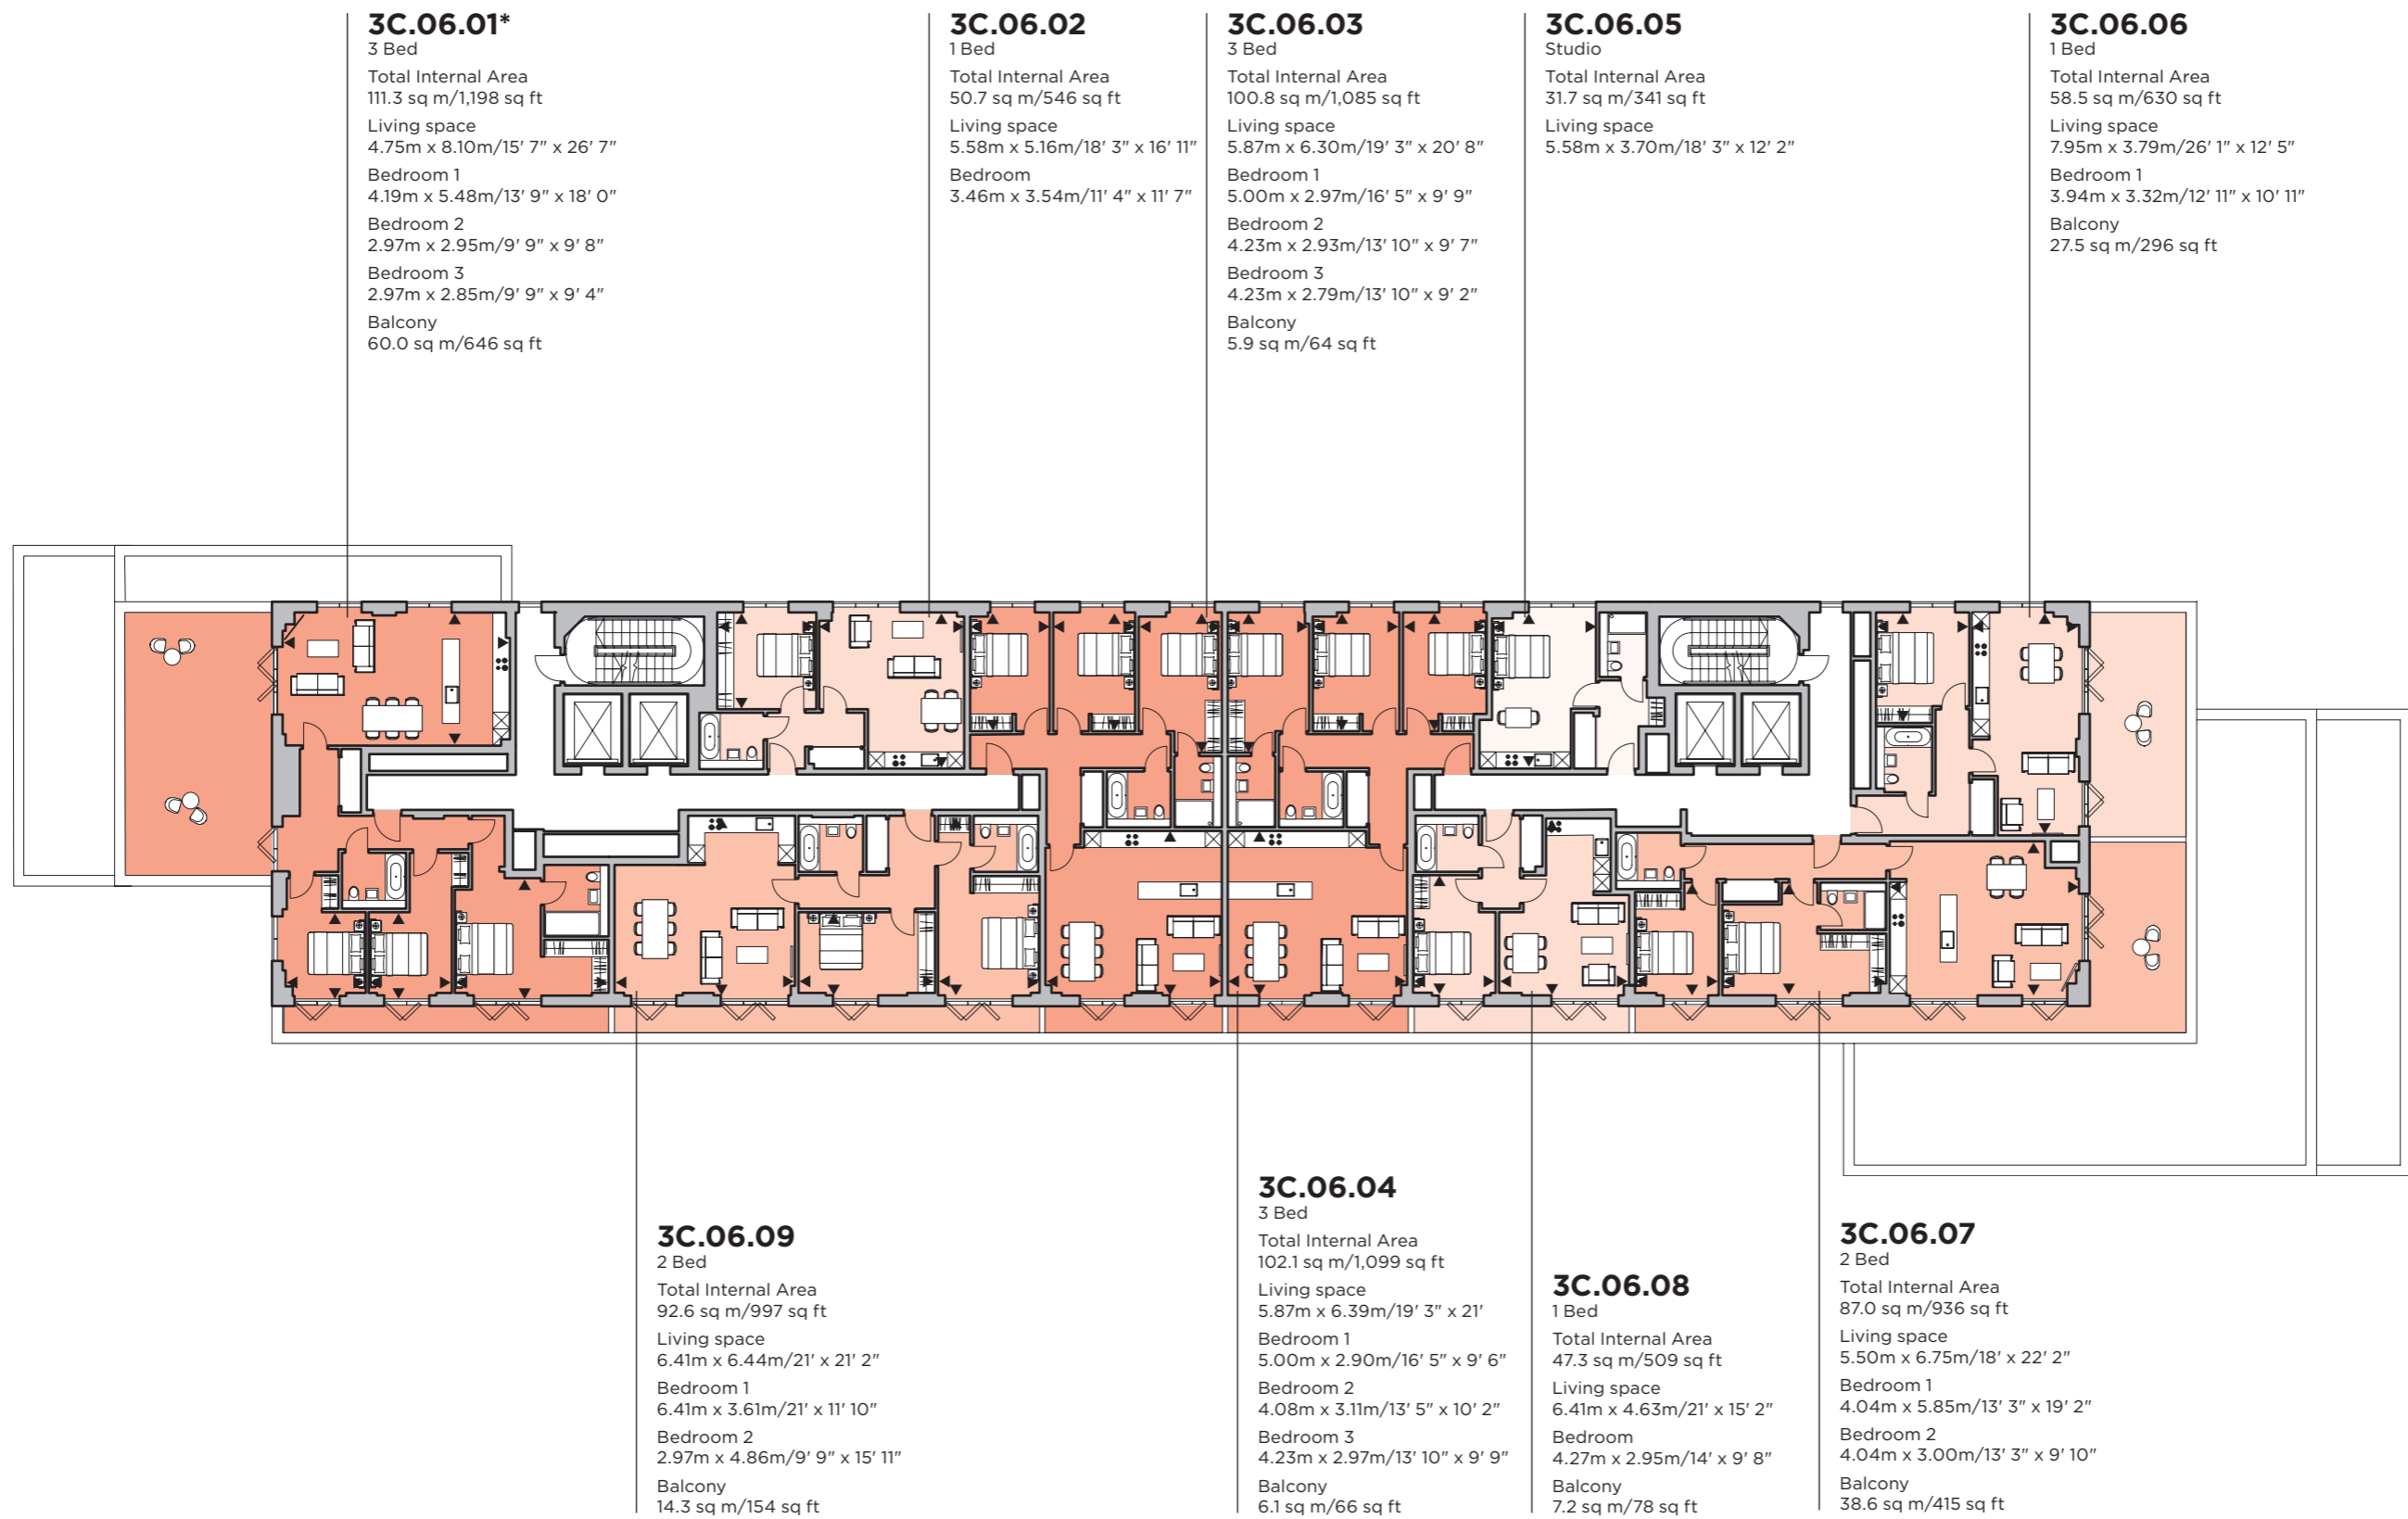 3C.06.01*
3 Bed
Total Internal Area
111.3 sq m/1,198 sq ft
Living space
4.75m x 8.10m/15' 7" x 26' 7"
Bedroom 1
4.19m x 5.48m/13' 9" x 18' 0"
Bedroom 2
2.97m x 2.95m/9' 9" x 9' 8"
Bedroom 3
2.97m x 2.85m/9' 9" x 9' 4"
Balcony
60.0 sq m/646 sq ft
3C.06.02
1 Bed
Total Internal Area
50.7 sq m/546 sq ft
Living space
5.58m x 5.16m/18' 3" x 16' 11"
Bedroom
3.46m x 3.54m/11' 4" x 11' 7"
3C.06.03
3 Bed
Total Internal Area
100.8 sq m/1,085 sq ft
Living space
5.87m x 6.30m/19' 3" x 20' 8"
Bedroom 1
5.00m x 2.97m/16' 5" x 9' 9"
Bedroom 2
4.23m x 2.93m/13' 10" x 9' 7"
Bedroom 3
4.23m x 2.79m/13' 10" x 9' 2"
Balcony
5.9 sq m/64 sq ft
3C.06.05
Studio
Total Internal Area
31.7 sq m/341 sq ft
Living space
5.58m x 3.70m/18' 3" x 12' 2"
3C.06.06
1 Bed
Total Internal Area
58.5 sq m/630 sq ft
Living space
7.95m x 3.79m/26' 1" x 12' 5"
Bedroom 1
3.94m x 3.32m/12' 11" x 10' 11"
Balcony
27.5 sq m/296 sq ft
3C.06.09
2 Bed
Total Internal Area
92.6 sq m/997 sq ft
Living space
6.41m x 6.44m/21' x 21' 2"
Bedroom 1
6.41m x 3.61m/21' x 11' 10"
Bedroom 2
2.97m x 4.86m/9' 9" x 15' 11"
Balcony
14.3 sq m/154 sq ft
3C.06.04
3 Bed
Total Internal Area
102.1 sq m/1,099 sq ft
Living space
5.87m x 6.39m/19' 3" x 21'
Bedroom 1
5.00m x 2.90m/16' 5" x 9' 6"
Bedroom 2
4.08m x 3.11m/13' 5" x 10' 2"
Bedroom 3
4.23m x 2.97m/13' 10" x 9' 9"
Balcony
6.1 sq m/66 sq ft
3C.06.08
1 Bed
Total Internal Area
47.3 sq m/509 sq ft
Living space
6.41m x 4.63m/21' x 15' 2"
Bedroom
4.27m x 2.95m/14' x 9' 8"
Balcony
7.2 sq m/78 sq ft
3C.06.07
2 Bed
Total Internal Area
87.0 sq m/936 sq ft
Living space
5.50m x 6.75m/18' x 22' 2"
Bedroom 1
4.04m x 5.85m/13' 3" x 19' 2"
Bedroom 2
4.04m x 3.00m/13' 3" x 9' 10"
Balcony
38.6 sq m/415 sq ft